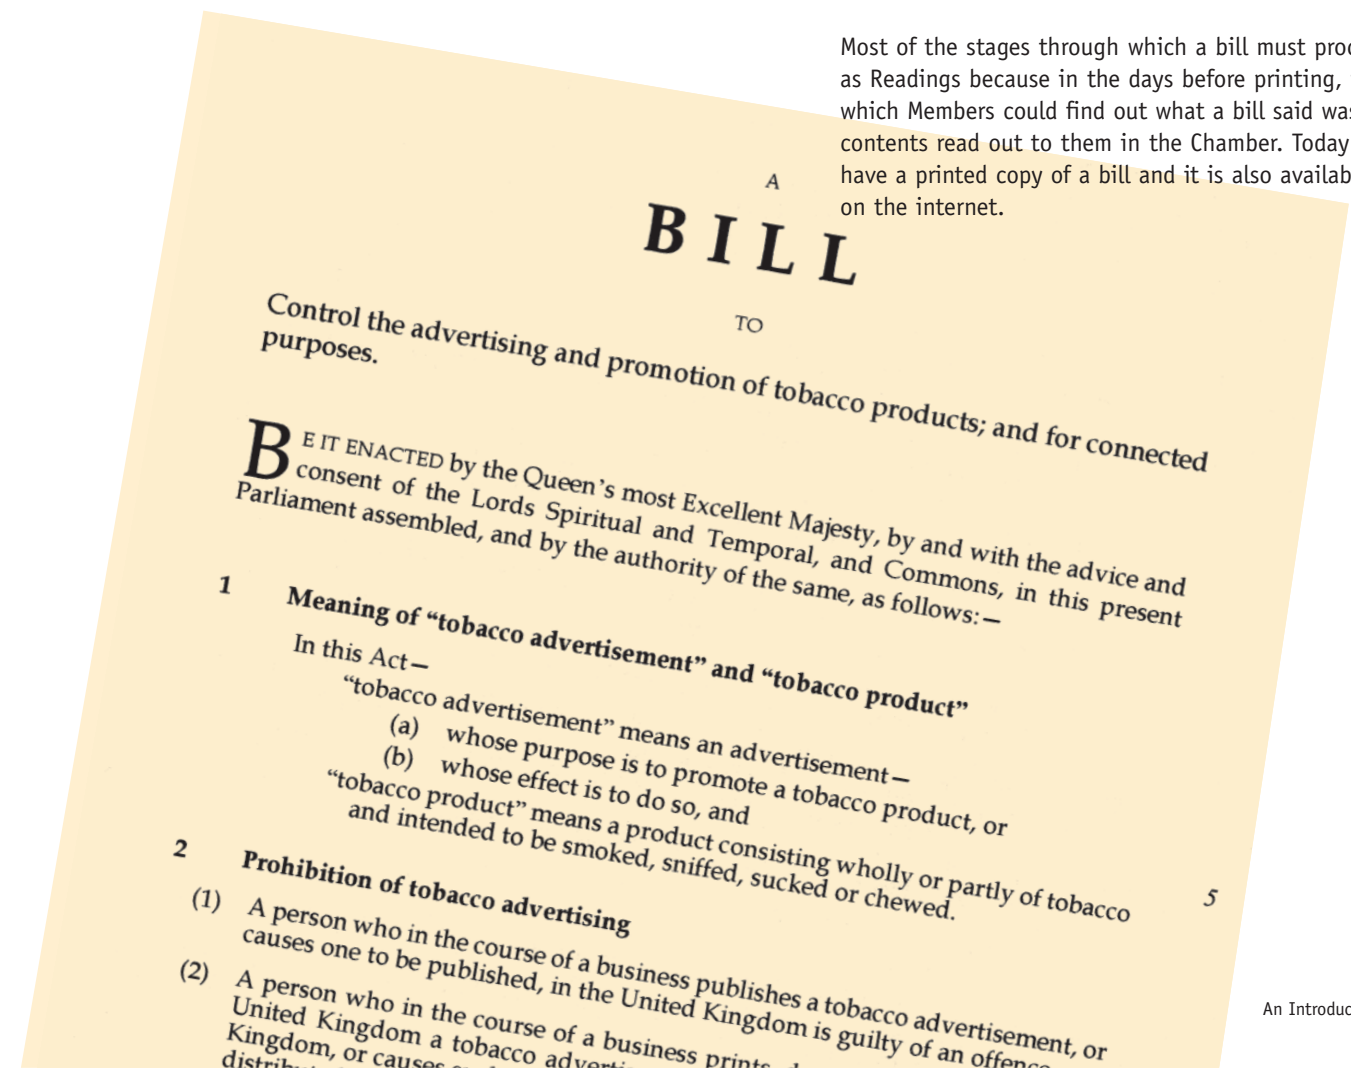 Most of the stages through which a bill must
as Readings because in the days before printing,
which Members could find out what a bill said
contents read out to them in the Chamber. Today
have a printed copy of a bill and it is also
on the internet.
A
BILL
TO
Control the advertising and promotion of tobacco products; and for connected
purposes.
BE IT ENACTED by the Queen's most Excellent Majesty, by and with the advice and
consent of the Lords Spiritual and Temporal, and Commons, in this present
Parliament assembled, and by the authority of the same, as follows:—
1 Meaning of “tobacco advertisement” and “tobacco product”
In this Act—
“tobacco advertisement” means an advertisement—
(a) whose purpose is to promote a tobacco product, or
(b) whose effect is to do so, and
“tobacco product” means a product consisting wholly or partly of tobacco
and intended to be smoked, sniffed, sucked or chewed. 5
2 Prohibition of tobacco advertising
(1) A person who in the course of a business publishes a tobacco advertisement, or
causes one to be published, in the United Kingdom is guilty of an offence
(2) A person who in the course of a business prints,
United Kingdom a tobacco
Kingdom, or causes
An